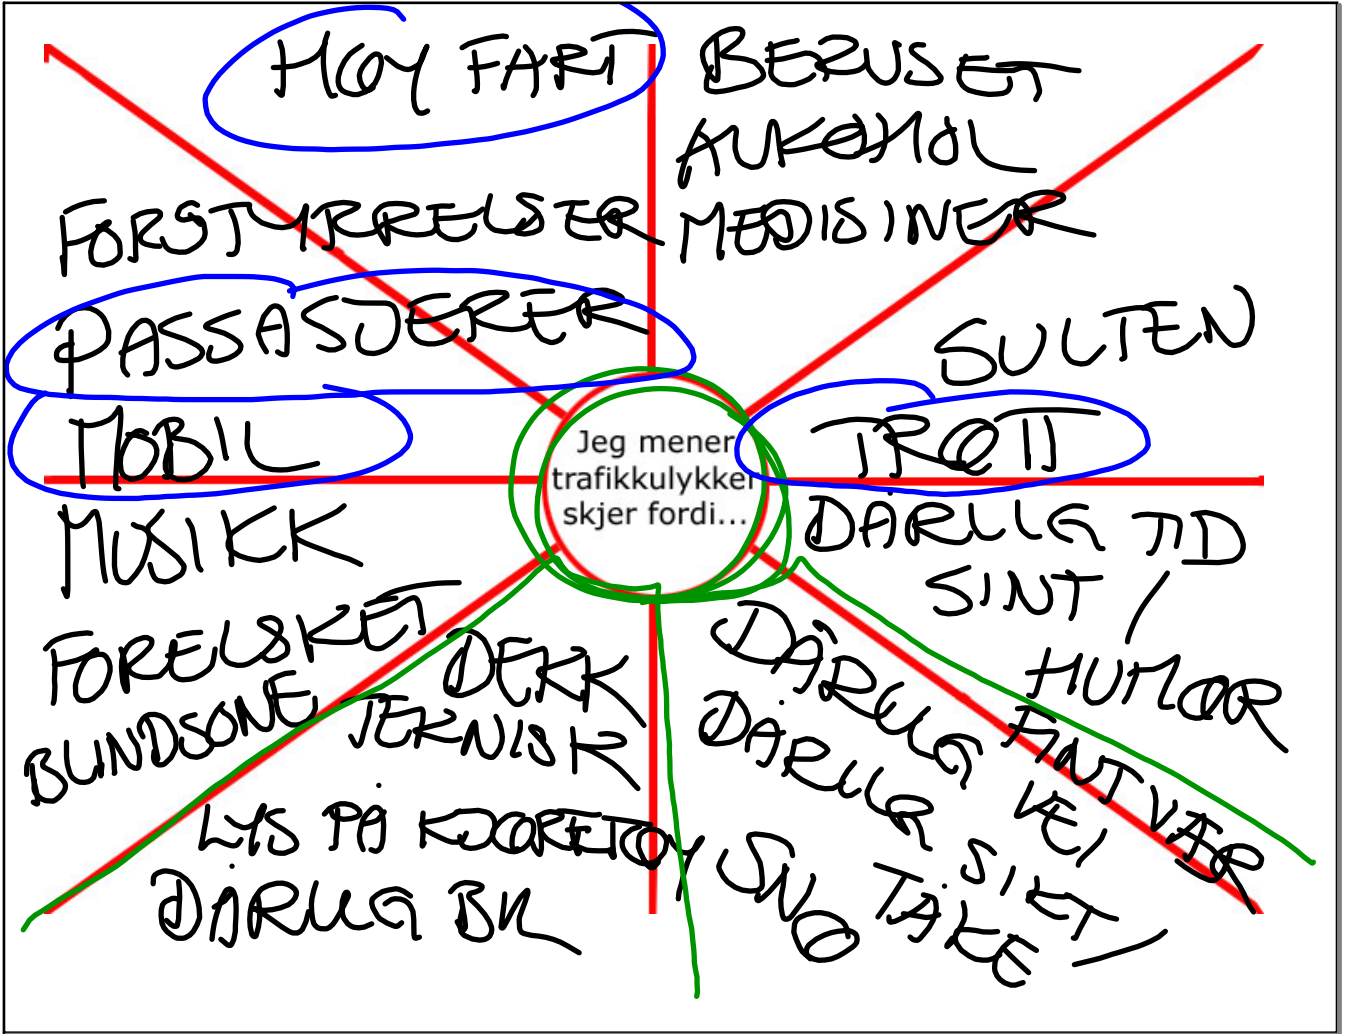 HØY FART
BERUSET
ALKOHOL
MEDISINER
FORSTYRRELSER
PASSASJERER
MOBIL
MUSIKK
FORELSKET
BLINDSONE
Jeg mener
trafikkulykker
skjer fordi...
SULTEN
TRØTT
DÅRLIG TID
SINT /
HUMØR
DEKK
TEKNISK
LYS PÅ KJØRETØY
DÅRLIG BIL
DÅRLIG VEI
DÅRLIG SIKT /
TÅKE
SNØ
FINT VÆR